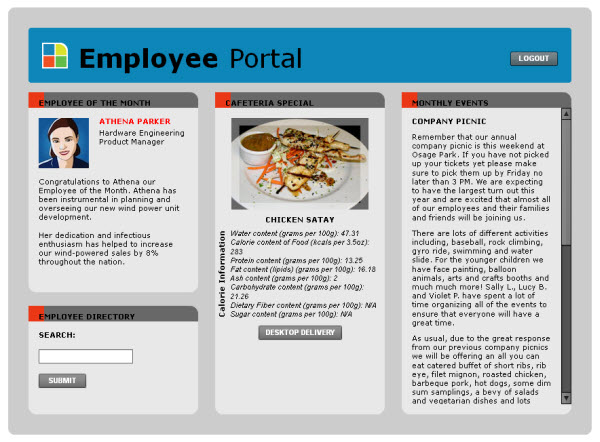 Employee Portal
LOGOUT
EMPLOYEE OF THE MONTH
ATHENA PARKER
Hardware Engineering
Product Manager
Congratulations to Athena our
Employee of the Month. Athena has
been instrumental in planning and
overseeing our new wind power unit
development.
Her dedication and infectious
enthusiasm has helped to increase
our wind-powered sales by 8%
throughout the nation.
EMPLOYEE DIRECTORY
SEARCH:
SUBMIT
CAFETERIA SPECIAL
CHICKEN SATAY
Calorie Information
Water content (grams per 100g): 47.31
Calorie content of Food (kcals per 3.5oz):
283
Protein content (grams per 100g): 13.25
Fat content (lipids) (grams per 100g): 16.18
Ash content (grams per 100g): 2
Carbohydrate content (grams per 100g):
21.26
Dietary Fiber content (grams per 100g): N/A
Sugar content (grams per 100g): N/A
DESKTOP DELIVERY
MONTHLY EVENTS
COMPANY PICNIC
Remember that our annual
company picnic is this weekend at
Osage Park. If you have not picked
up your tickets yet please make
sure to pick them up by Friday no
later than 3 PM. We are expecting
to have the largest turn out this
year and are excited that almost all
of our employees and their families
and friends will be joining us.
There are lots of different activities
including, baseball, rock climbing,
gyro ride, swimming and water
slide. For the younger children we
have face painting, balloon
animals, arts and crafts booths and
much much more! Sally L., Lucy B.
and Violet P. have spent a lot of
time organizing all of the events to
ensure that everyone will have a
great time.
As usual, due to the great response
from our previous company picnics
we will be offering an all you can
eat catered buffet of short ribs, rib
eye, filet mignon, roasted chicken,
barbeque pork, hot dogs, some dim
sum samplings, a bevy of salads
and vegetarian dishes and lots